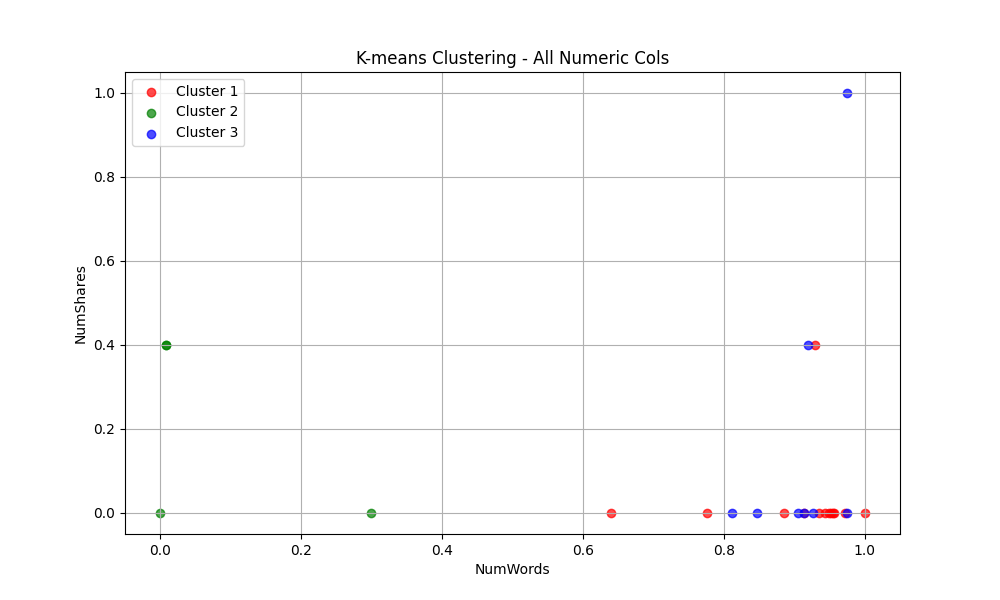 K-means Clustering - All Numeric Cols
Cluster 1
Cluster 2
Cluster 3
1.0
0.8
0.6
0.4
0.2
0.0
NumShares
0.0 0.2 0.4 0.6 0.8 1.0
NumWords